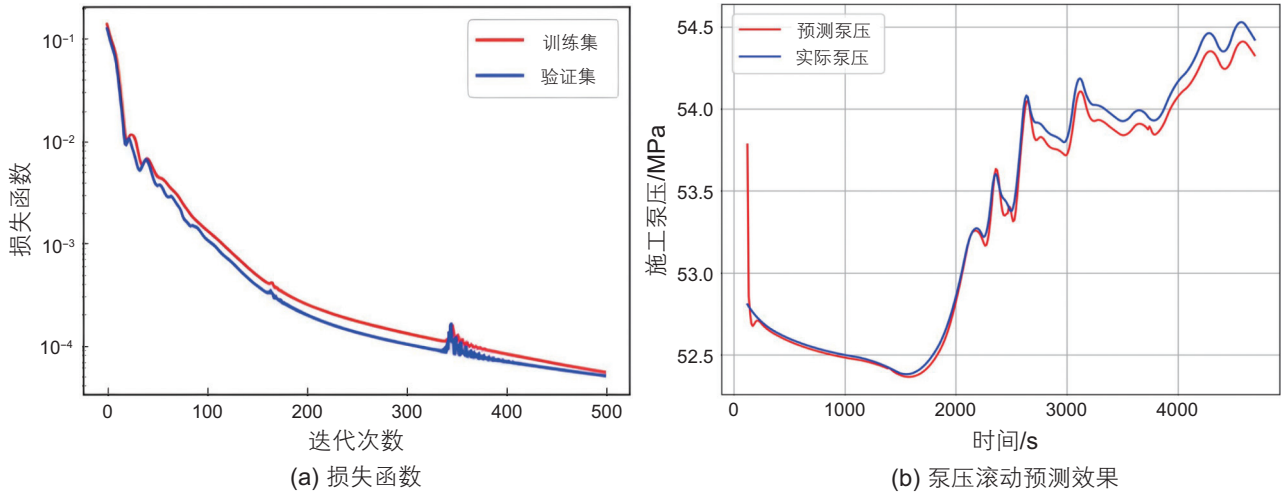 损失函数
10⁻¹
10⁻²
10⁻³
10⁻⁴
训练集
验证集
0
100
200
300
400
500
迭代次数
(a) 损失函数
施工泵压/MPa
54.5
54.0
53.5
53.0
52.5
预测泵压
实际泵压
0
1000
2000
3000
4000
时间/s
(b) 泵压滚动预测效果